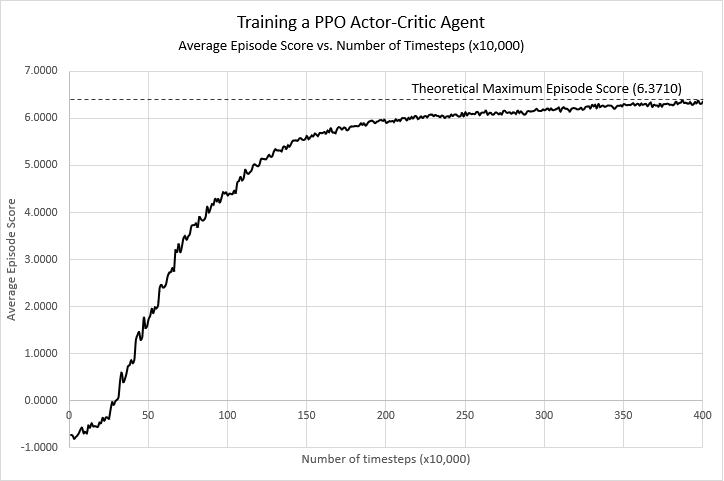 Training a PPO Actor-Critic Agent
Average Episode Score vs. Number of Timesteps (x10,000)
7.0000
Theoretical Maximum Episode Score (6.3710)
6.0000
5.0000
4.0000
3.0000
2.0000
1.0000
0.0000
-1.0000
Average Episode Score
0 50 100 150 200 250 300 350 400
Number of timesteps (x10,000)